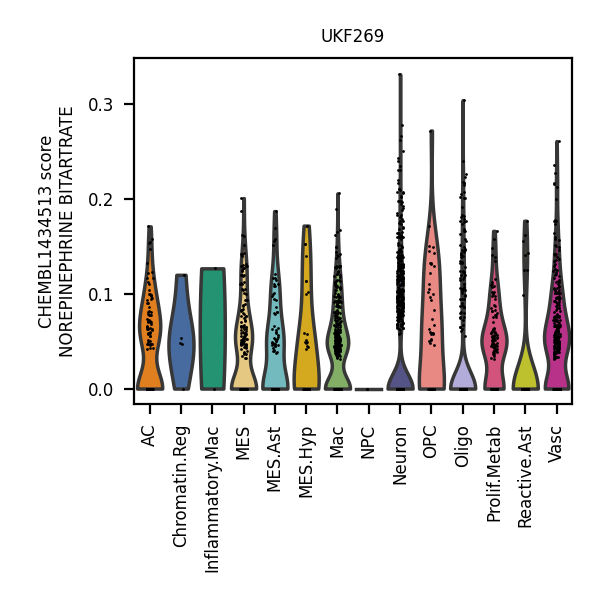 UKF269
CHEMBL1434513 score
NOREPINEPHRINE BITARTRATE
0.3
0.2
0.1
0.0
AC
Chromatin.Reg
Inflammatory.Mac
MES
MES.Ast
MES.Hyp
Mac
NPC
Neuron
OPC
Oligo
Prolif.Metab
Reactive.Ast
Vasc